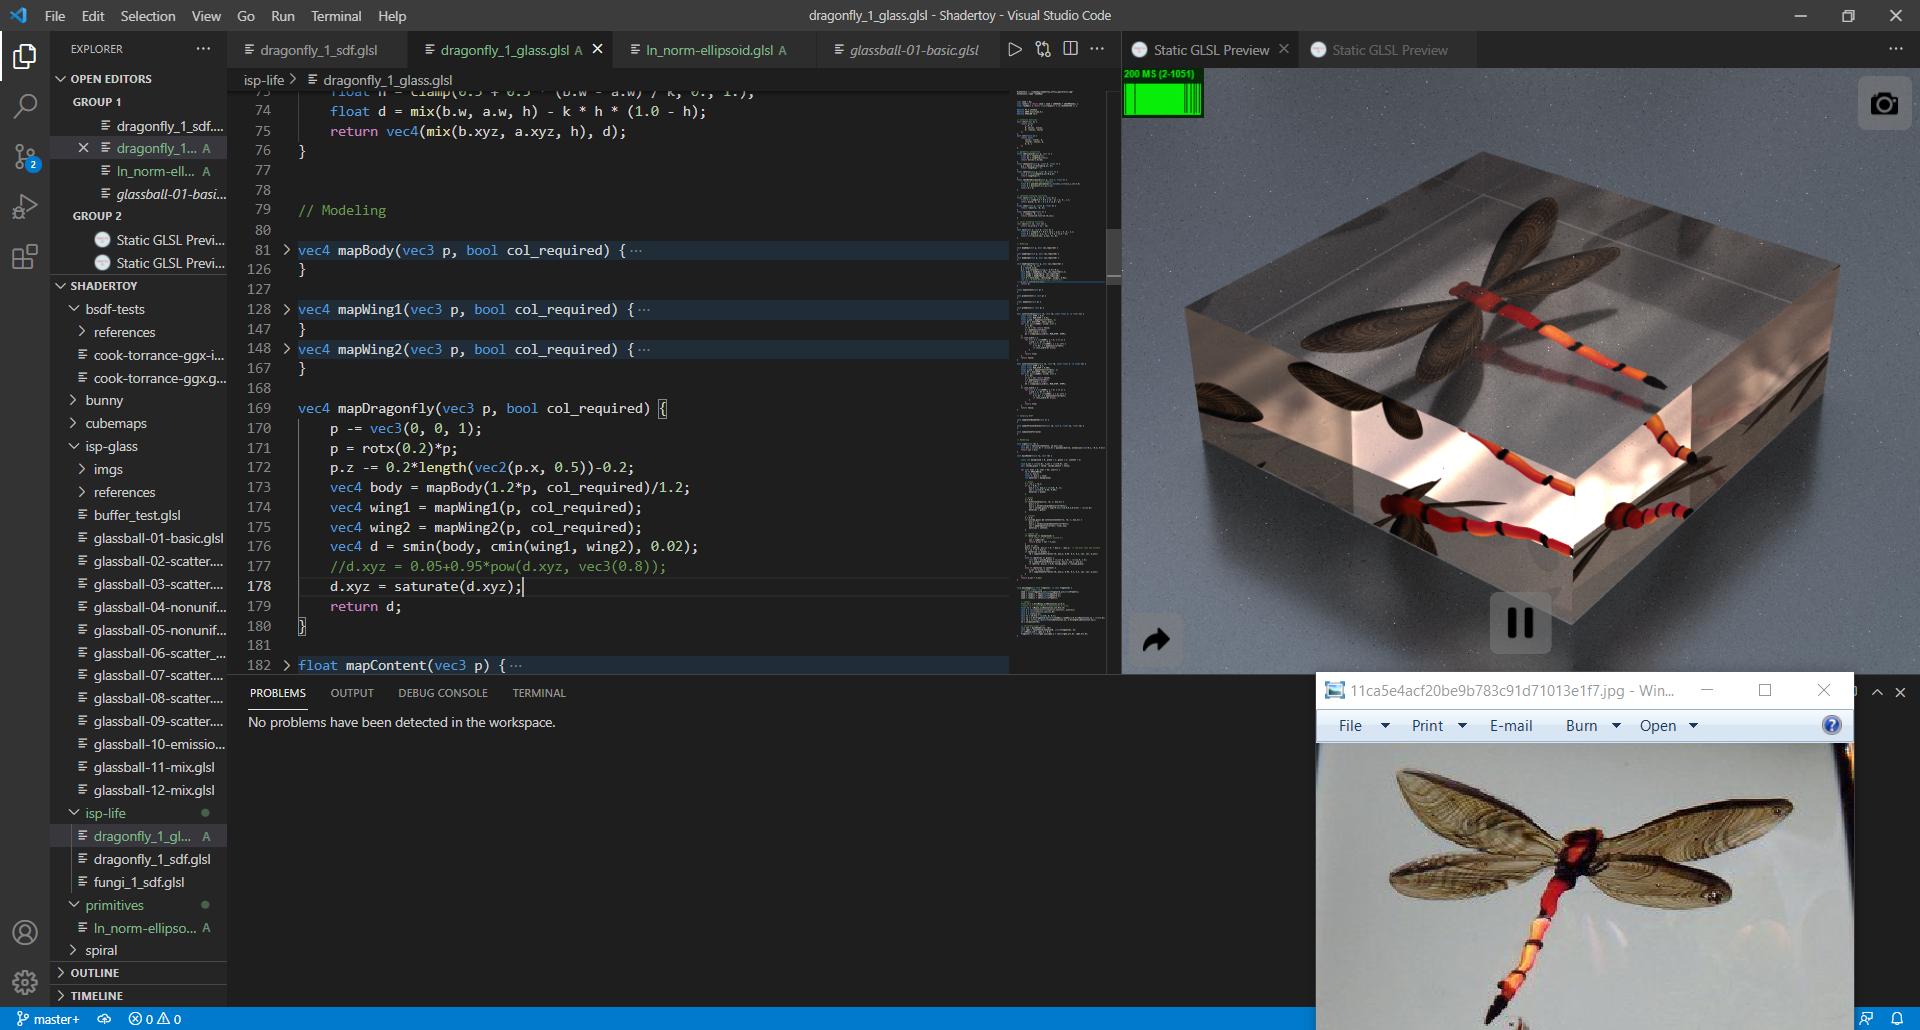 File Edit Selection View Go Run Terminal Help
dragonfly_1_glass.glsl - Shadertoy - Visual Studio Code
EXPLORER
OPEN EDITORS
GROUP 1
dragonfly_1_sdf....
dragonfly_1... A
ln_norm-ell... A
glassball-01-basi...
GROUP 2
Static GLSL Previ...
Static GLSL Previ...
SHADERTOY
bsdf-tests
references
cook-torrance-ggx-i...
cook-torrance-ggx.g...
bunny
cubemaps
isp-glass
imgs
references
buffer_test.glsl
glassball-01-basic.glsl
glassball-02-scatter....
glassball-03-scatter....
glassball-04-nonunif...
glassball-05-nonunif...
glassball-06-scatter_...
glassball-07-scatter....
glassball-08-scatter....
glassball-09-scatter....
glassball-10-emissio...
glassball-11-mix.glsl
glassball-12-mix.glsl
isp-life
dragonfly_1_gl... A
dragonfly_1_sdf.glsl
fungi_1_sdf.glsl
primitives
ln_norm-ellipso... A
spiral
OUTLINE
TIMELINE
dragonfly_1_sdf.glsl
dragonfly_1_glass.glsl A
ln_norm-ellipsoid.glsl A
glassball-01-basic.glsl
isp-life > dragonfly_1_glass.glsl
74 float d = mix(b.w, a.w, h) - k * h * (1.0 - h);
75 return vec4(mix(b.xyz, a.xyz, h), d);
76 }
77
78
79 // Modeling
80
81 vec4 mapBody(vec3 p, bool col_required) {...
126 }
127
128 vec4 mapWing1(vec3 p, bool col_required) {...
147 }
148 vec4 mapWing2(vec3 p, bool col_required) {...
167 }
168
169 vec4 mapDragonfly(vec3 p, bool col_required) {
170 p -= vec3(0, 0, 1);
171 p = rotx(0.2)*p;
172 p.z -= 0.2*length(vec2(p.x, 0.5))-0.2;
173 vec4 body = mapBody(1.2*p, col_required)/1.2;
174 vec4 wing1 = mapWing1(p, col_required);
175 vec4 wing2 = mapWing2(p, col_required);
176 vec4 d = smin(body, cmin(wing1, wing2), 0.02);
177 //d.xyz = 0.05+0.95*pow(d.xyz, vec3(0.8));
178 d.xyz = saturate(d.xyz);
179 return d;
180 }
181
182 float mapContent(vec3 p) {...
Static GLSL Preview
Static GLSL Preview
200 MS (2-1051)
PROBLEMS OUTPUT DEBUG CONSOLE TERMINAL
No problems have been detected in the workspace.
11ca5e4acf20be9b783c91d71013e1f7.jpg - Win...
File Print E-mail Burn Open
2
master+ 0 0